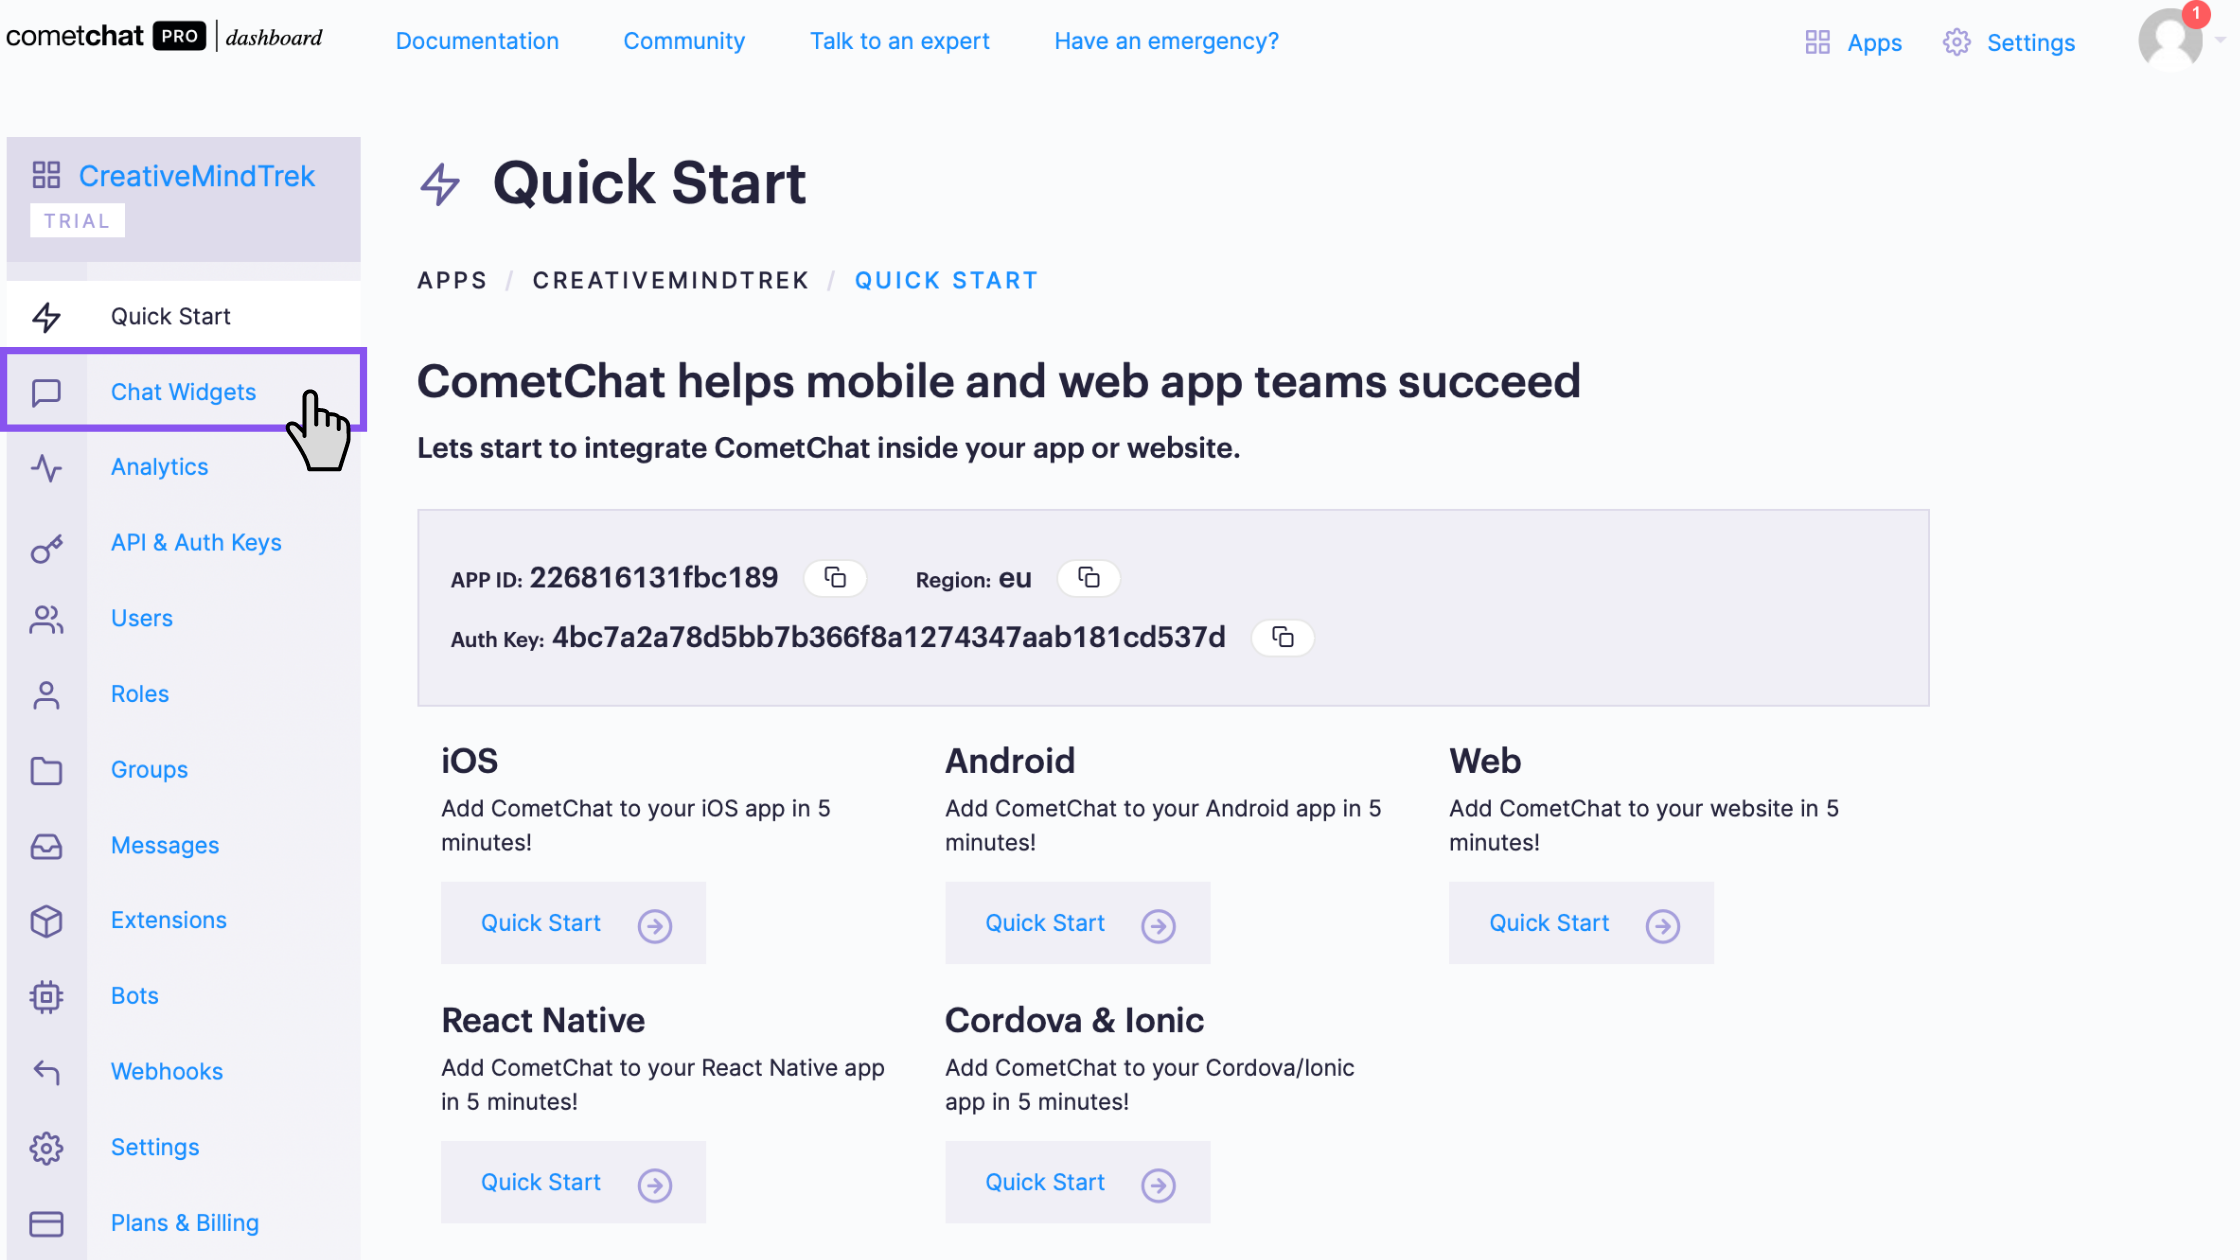 cometchat PRO | dashboard
Documentation
Community
Talk to an expert
Have an emergency?
Apps
Settings
1
CreativeMindTrek
TRIAL
Quick Start
Chat Widgets
Analytics
API & Auth Keys
Users
Roles
Groups
Messages
Extensions
Bots
Webhooks
Settings
Plans & Billing
Quick Start
APPS / CREATIVEMINDTREK / QUICK START
CometChat helps mobile and web app teams succeed
Lets start to integrate CometChat inside your app or website.
APP ID: 226816131fbc189 Region: eu
Auth Key: 4bc7a2a78d5bb7b366f8a1274347aab181cd537d
iOS
Add CometChat to your iOS app in 5
minutes!
Quick Start
Android
Add CometChat to your Android app in 5
minutes!
Quick Start
Web
Add CometChat to your website in 5
minutes!
Quick Start
React Native
Add CometChat to your React Native app
in 5 minutes!
Quick Start
Cordova & Ionic
Add CometChat to your Cordova/Ionic
app in 5 minutes!
Quick Start